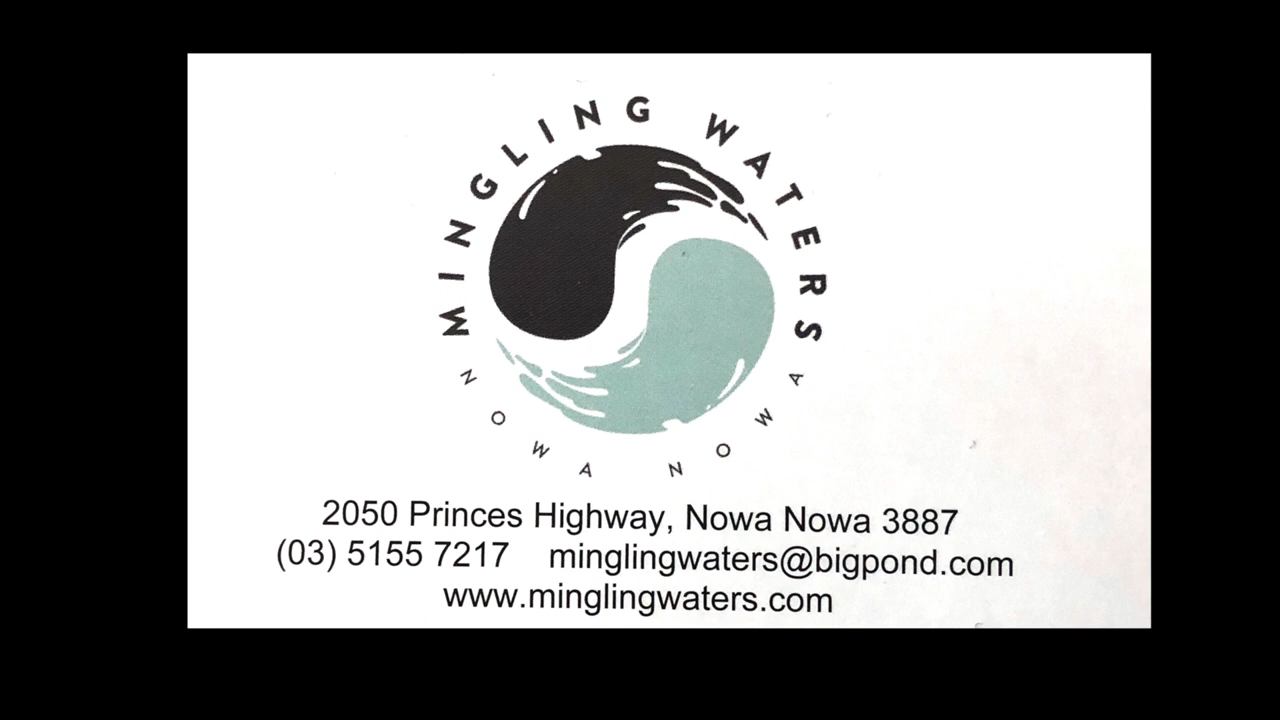 MINGLING WATERS
NOWA NOWA
2050 Princes Highway, Nowa Nowa 3887
(03) 5155 7217 minglingwaters@bigpond.com
www.minglingwaters.com